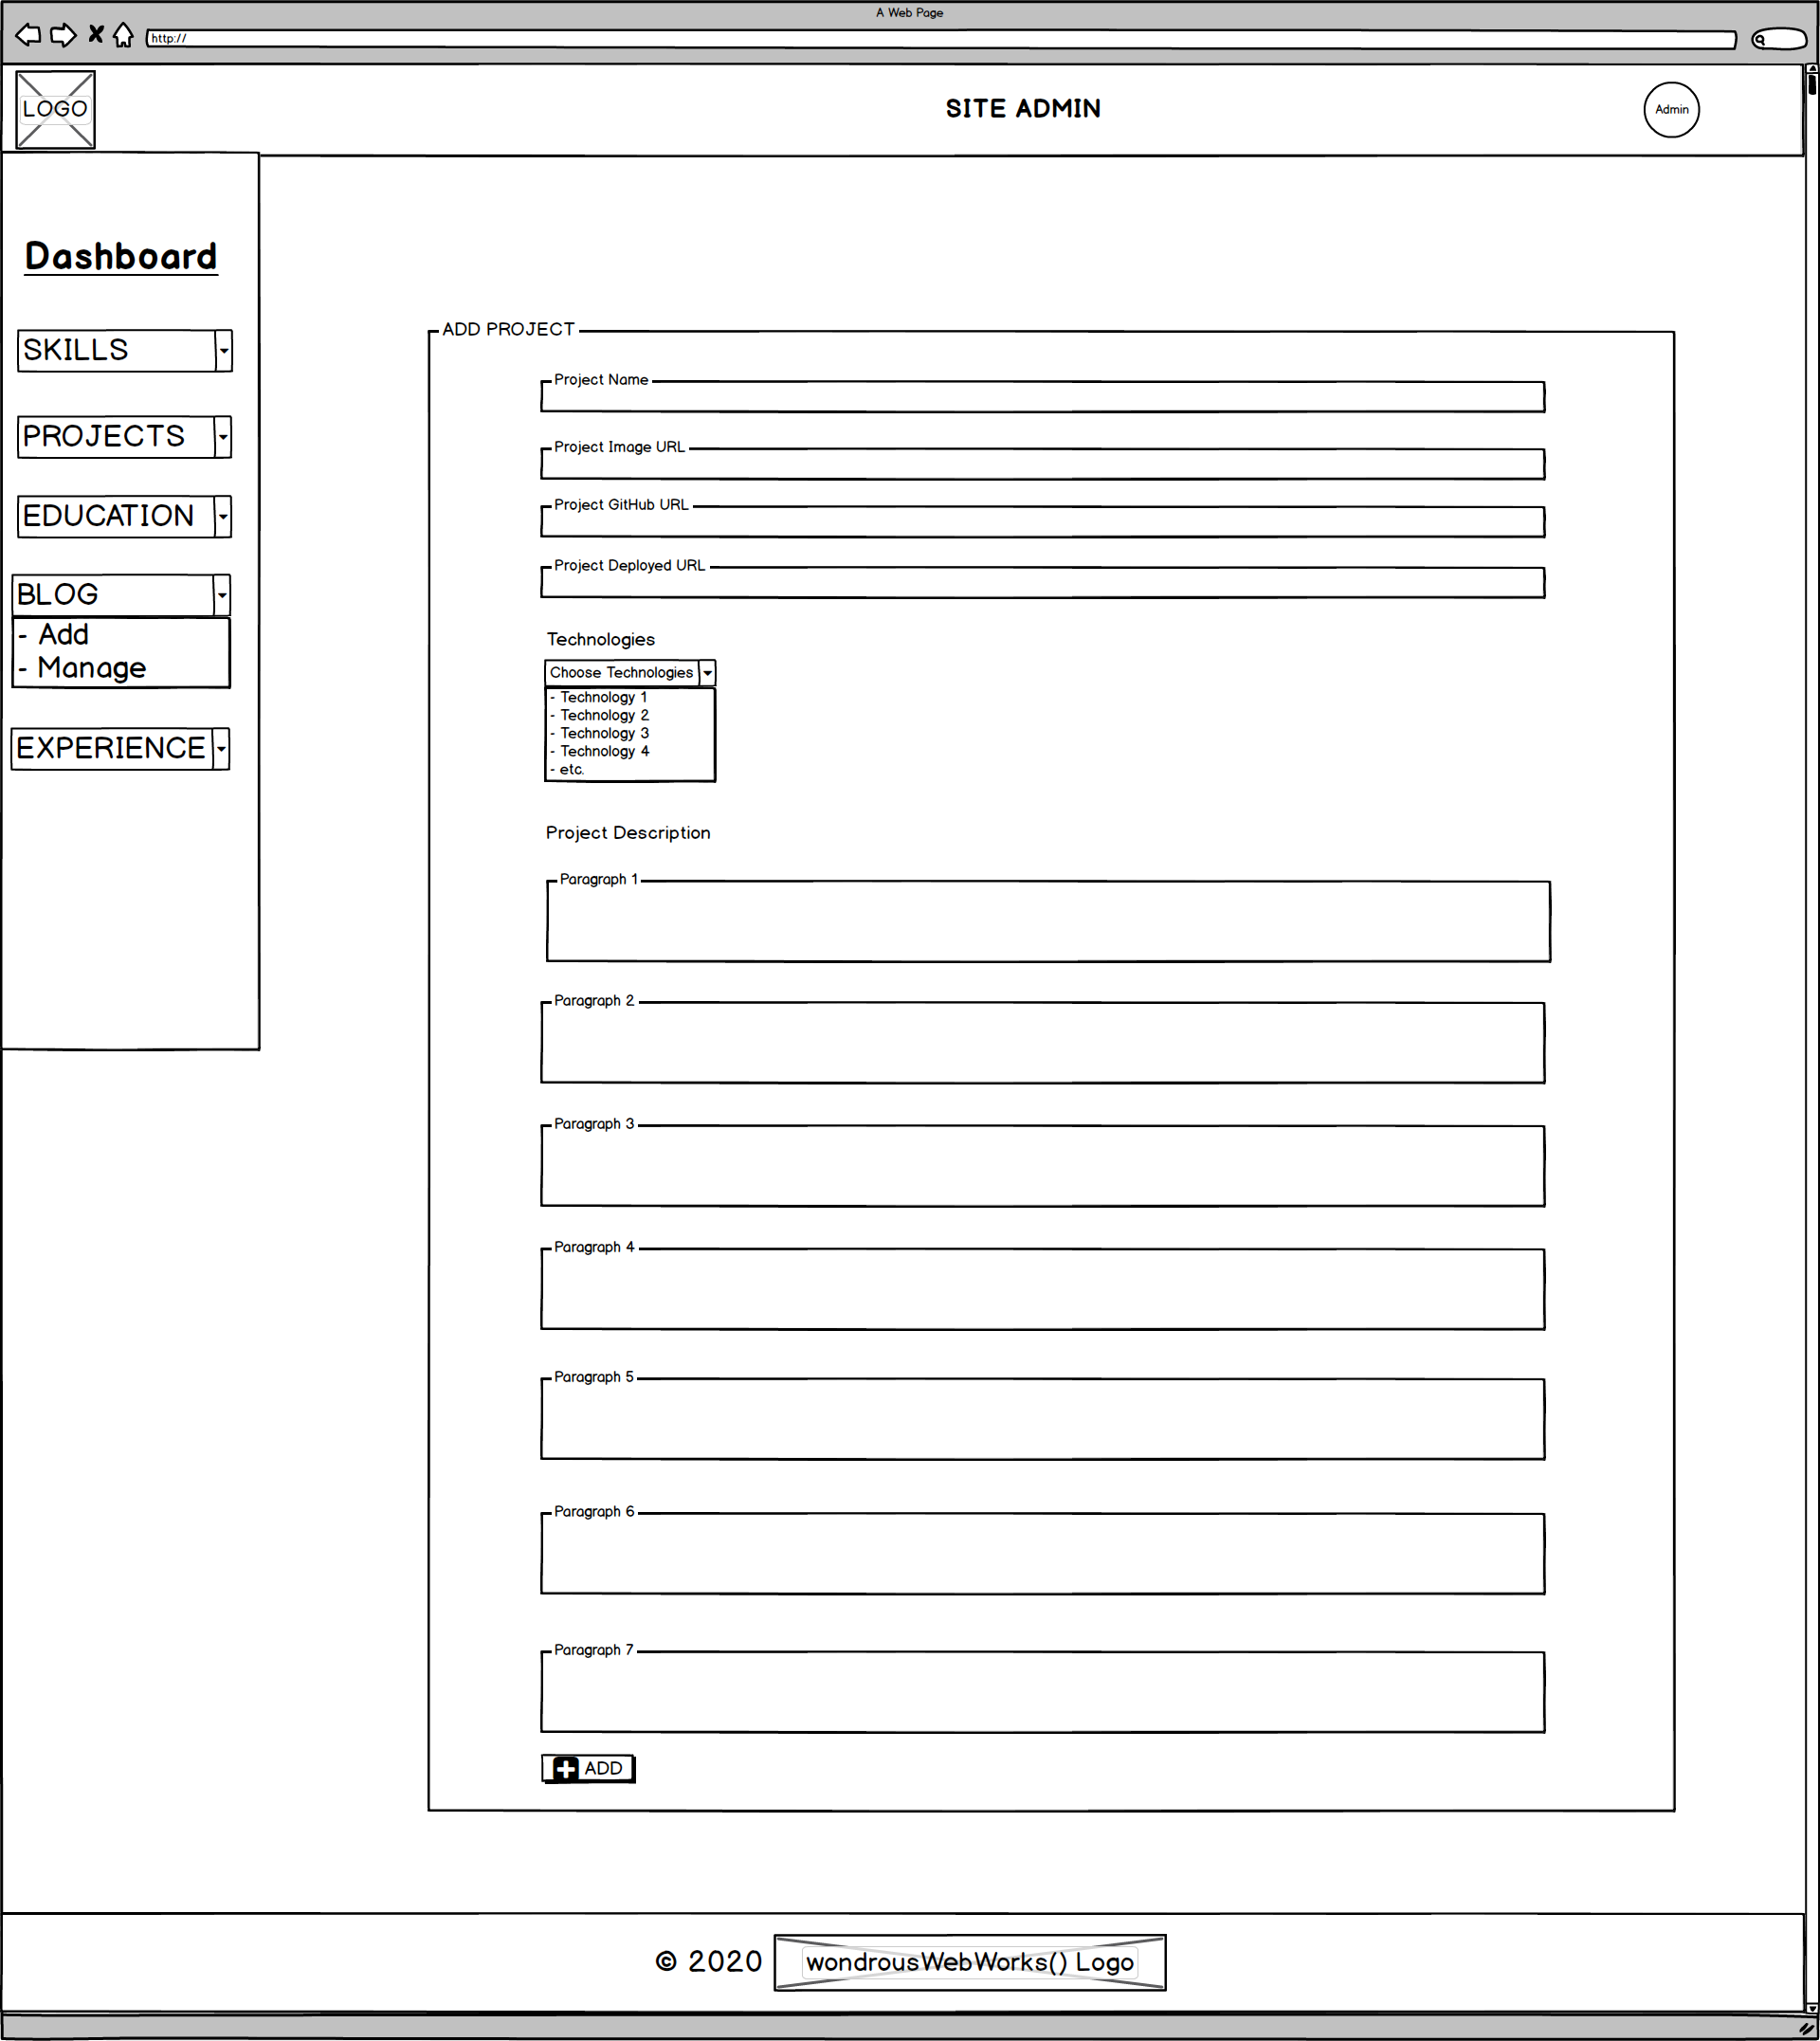 A Web Page
http://
LOGO
SITE ADMIN
Admin
Dashboard
SKILLS
PROJECTS
EDUCATION
BLOG
- Add
- Manage
EXPERIENCE
ADD PROJECT
Project Name
Project Image URL
Project GitHub URL
Project Deployed URL
Technologies
Choose Technologies
- Technology 1
- Technology 2
- Technology 3
- Technology 4
- etc.
Project Description
Paragraph 1
Paragraph 2
Paragraph 3
Paragraph 4
Paragraph 5
Paragraph 6
Paragraph 7
ADD
© 2020 wondrousWebWorks() Logo